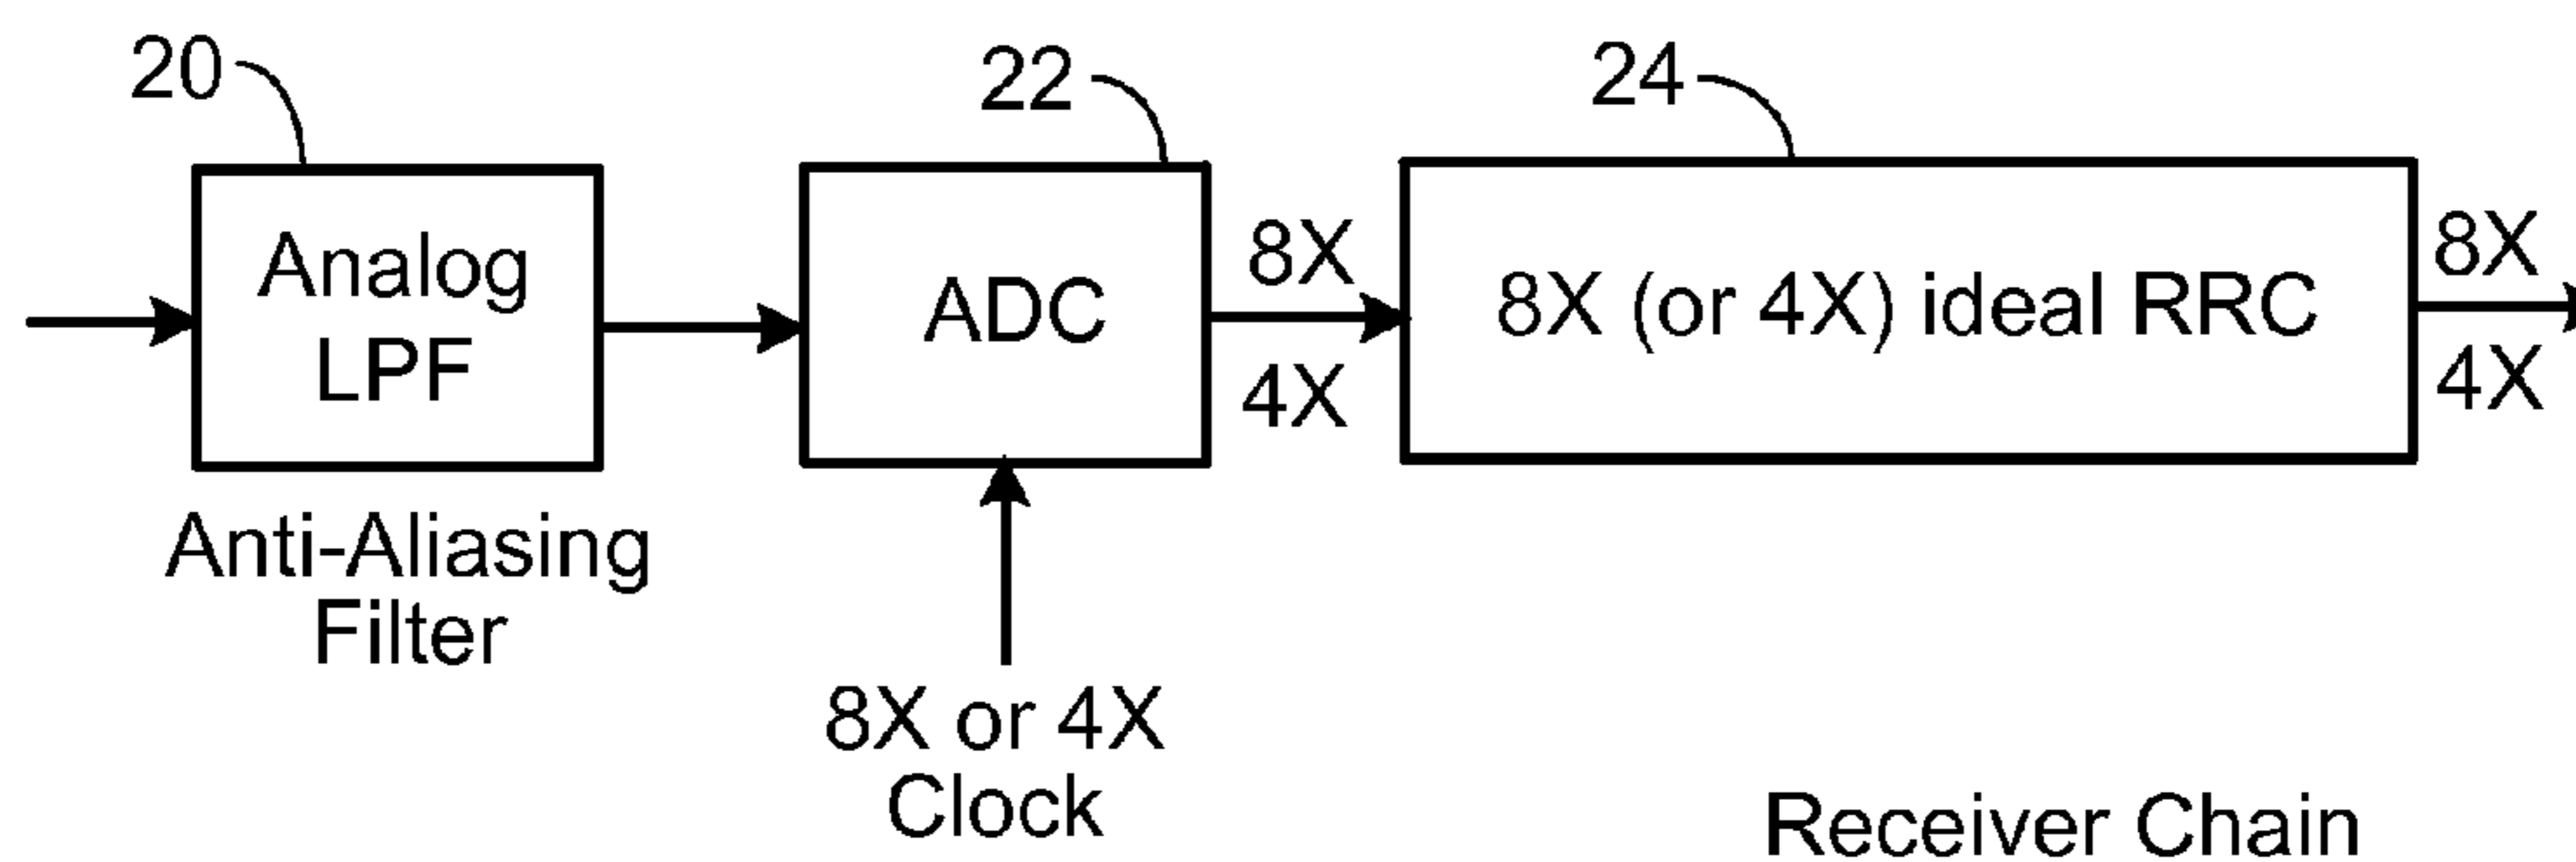 20
22
24
Analog
LPF
ADC
8X
4X
8X (or 4X) ideal RRC
8X
4X
Anti-Aliasing
Filter
8X or 4X
Clock
Receiver Chain